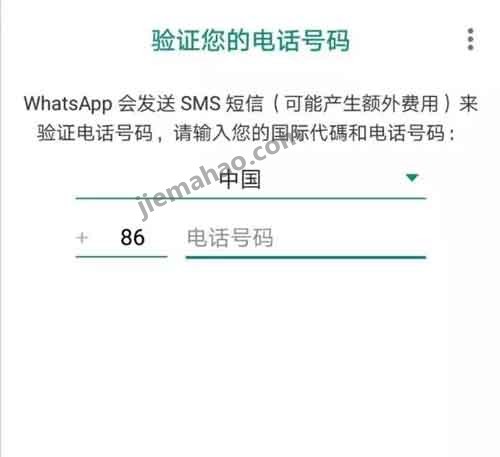 验证您的电话号码
WhatsApp 会发送 SMS 短信（可能产生额外费用）来
验证电话号码，请输入您的国际代碼和电话号码：
中国
+ 86 电话号码
jiemahao.com